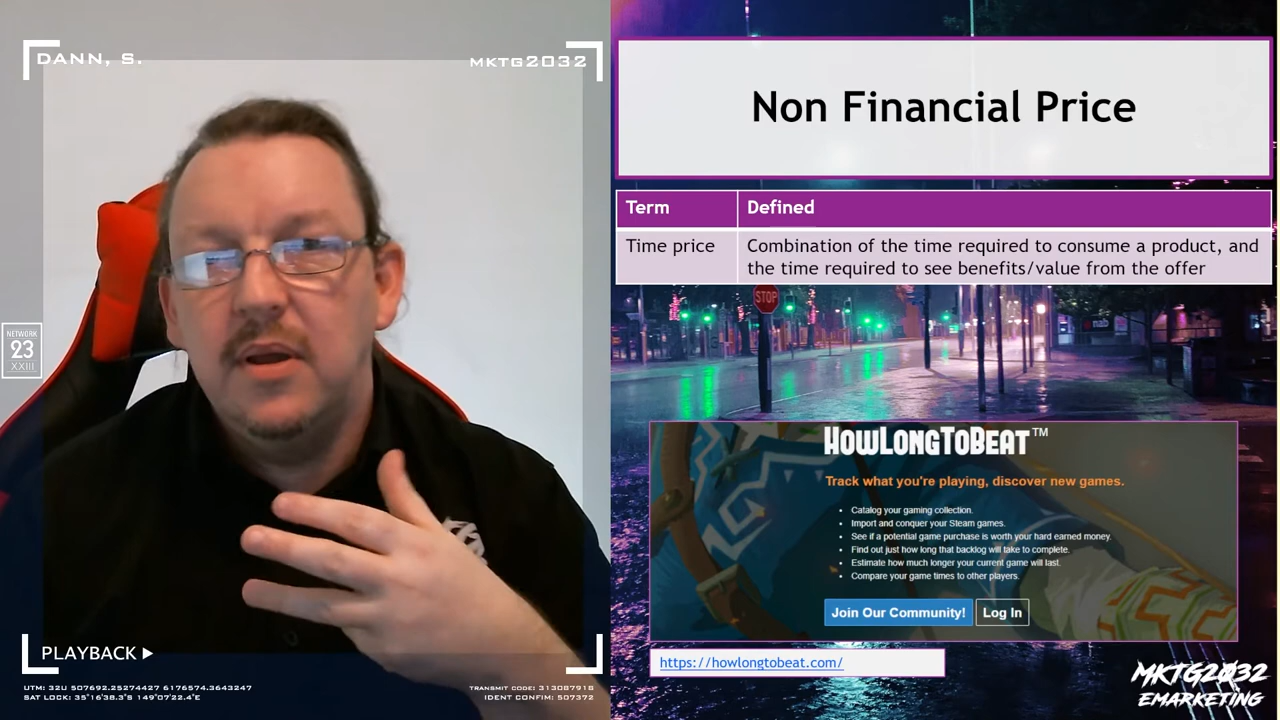 DANN, S.
MKTG2032
NETWORK
23
XXIII
PLAYBACK
UTM: 32U 507692.25274427 6176574.3643247
SAT LOCK: 35°16'38.3"S 149°07'22.4"E
TRANSMIT CODE: 313087918
IDENT CONFIM: 507372
Non Financial Price
Term
Defined
Time price
Combination of the time required to consume a product, and
the time required to see benefits/value from the offer
STOP
nab
HOWLONGTOBEAT™
Track what you're playing, discover new games.
• Catalog your gaming collection.
• Import and conquer your Steam games.
• See if a potential game purchase is worth your hard earned money.
• Find out just how long that backlog will take to complete.
• Estimate how much longer your current game will last.
• Compare your game times to other players.
Join Our Community!
Log In
https://howlongtobeat.com/
MKTG2032
EMARKETING